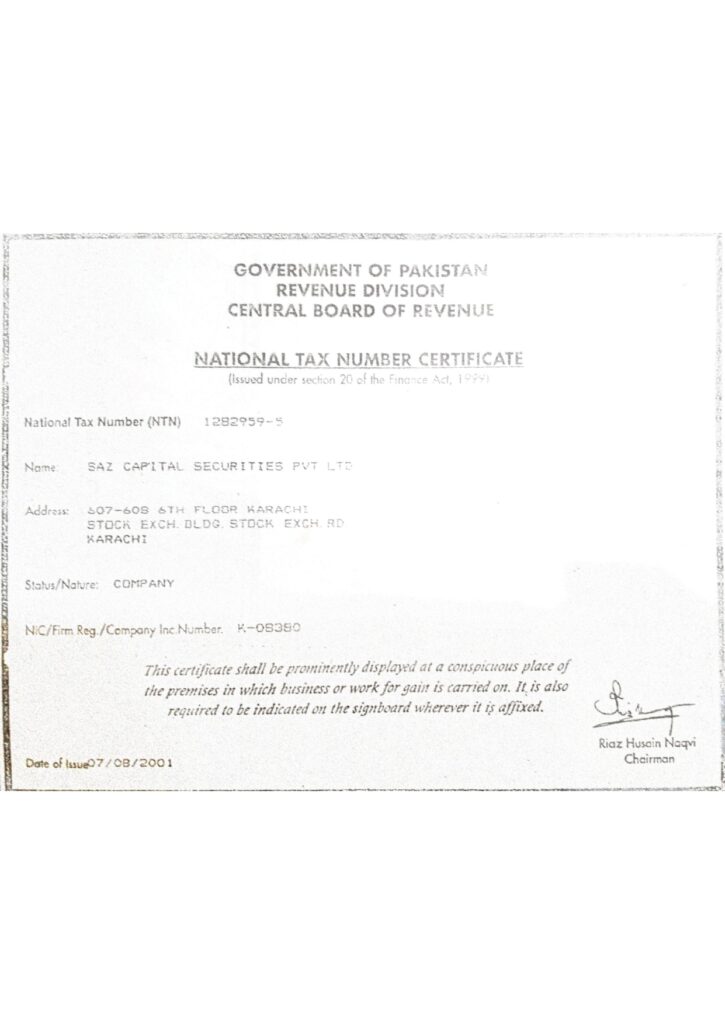 GOVERNMENT OF PAKISTAN
REVENUE DIVISION
CENTRAL BOARD OF REVENUE
NATIONAL TAX NUMBER CERTIFICATE
(Issued under section 20 of the Finance Act, 1999)
National Tax Number (NTN) 1282959-5
Name: SAZ CAPITAL SECURITIES PVT LTD
Address: 607-608 6TH FLOOR KARACHI
STOCK EXCH. BLDG. STOCK EXCH. RD
KARACHI
Status/Nature: COMPANY
NIC/Firm Reg./Company Inc. Number. K-08380
This certificate shall be prominently displayed at a conspicuous place of
the premises in which business or work for gain is carried on. It is also
required to be indicated on the signboard wherever it is affixed.
Riaz Husain Naqvi
Chairman
Date of Issue 07/08/2001